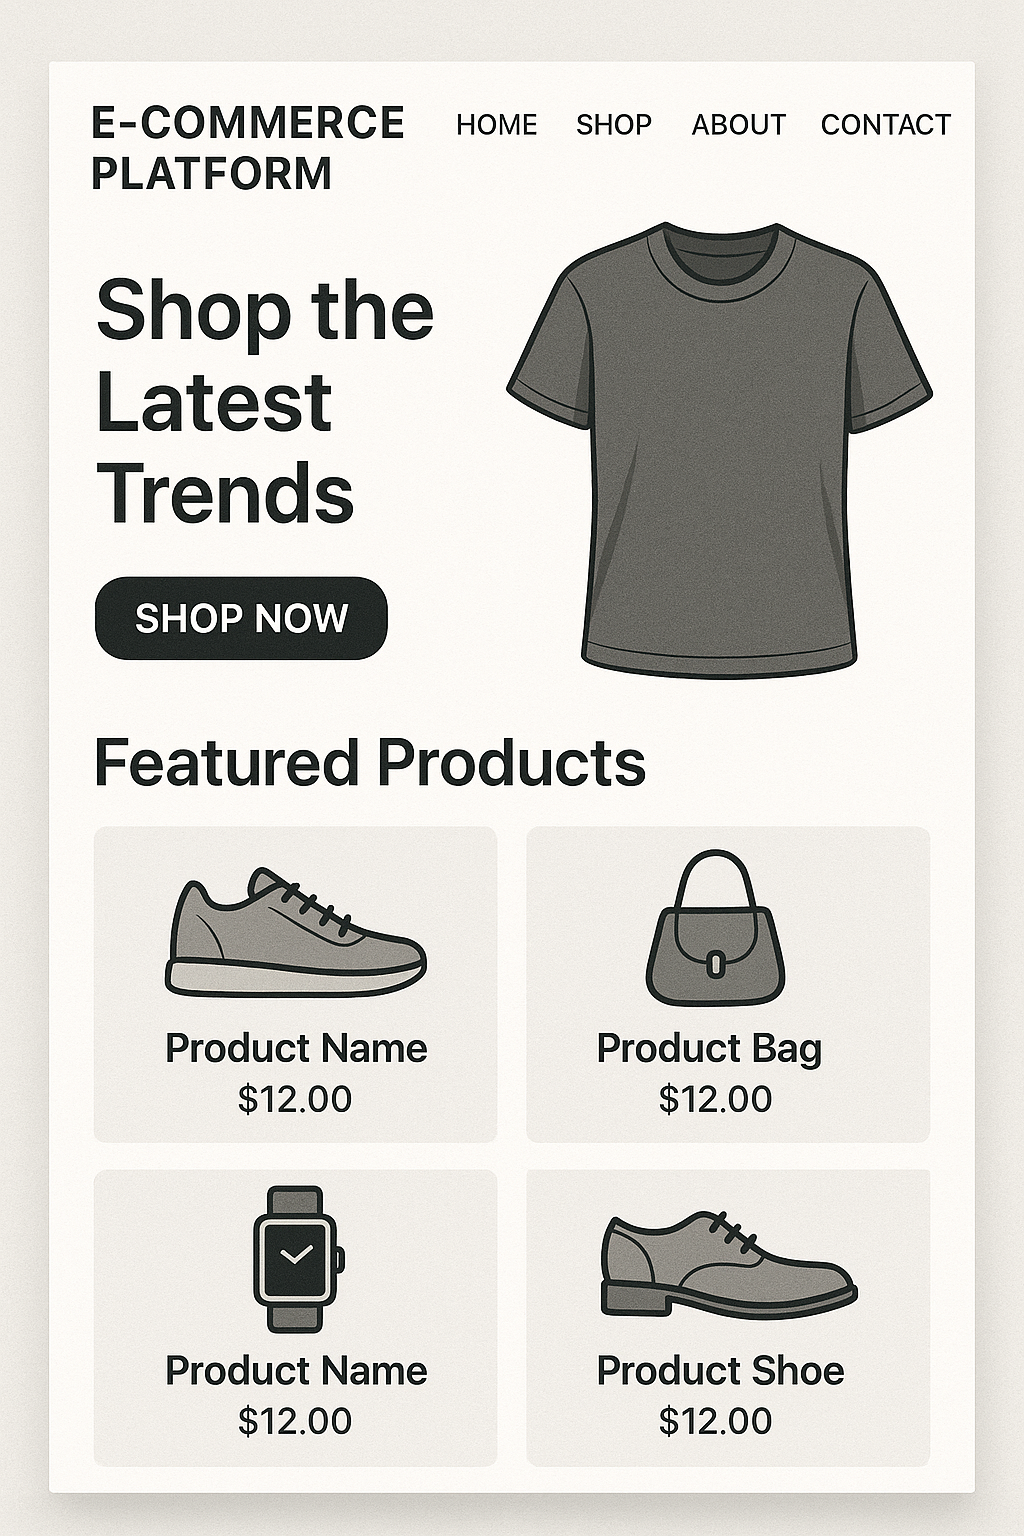 E-COMMERCE
PLATFORM
HOME SHOP ABOUT CONTACT
Shop the
Latest
Trends
SHOP NOW
Featured Products
Product Name
$12.00
Product Bag
$12.00
Product Name
$12.00
Product Shoe
$12.00